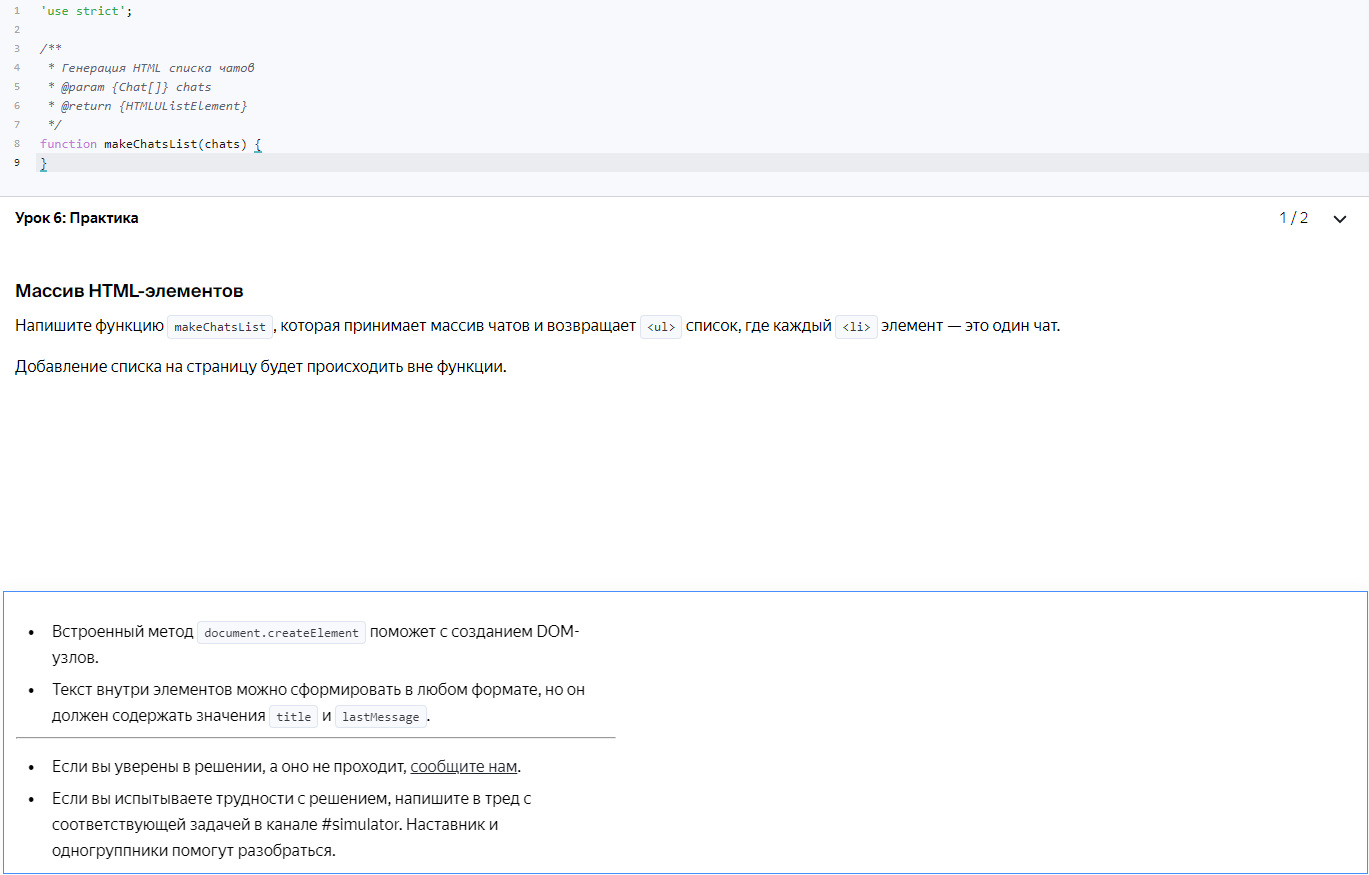 1 'use strict';
2
3 /**
4 * Генерация HTML списка чатов
5 * @param {Chat[]} chats
6 * @return {HTMLUListElement}
7 */
8 function makeChatsList(chats) {
9 }
Урок 6: Практика 1 / 2
Массив HTML-элементов
Напишите функцию makeChatsList, которая принимает массив чатов и возвращает <ul> список, где каждый <li> элемент — это один чат.
Добавление списка на страницу будет происходить вне функции.
• Встроенный метод document.createElement поможет с созданием DOM-
узлов.
• Текст внутри элементов можно сформировать в любом формате, но он
должен содержать значения title и lastMessage.
• Если вы уверены в решении, а оно не проходит, сообщите нам.
• Если вы испытываете трудности с решением, напишите в тред с
соответствующей задачей в канале #simulator. Наставник и
одногруппники помогут разобраться.